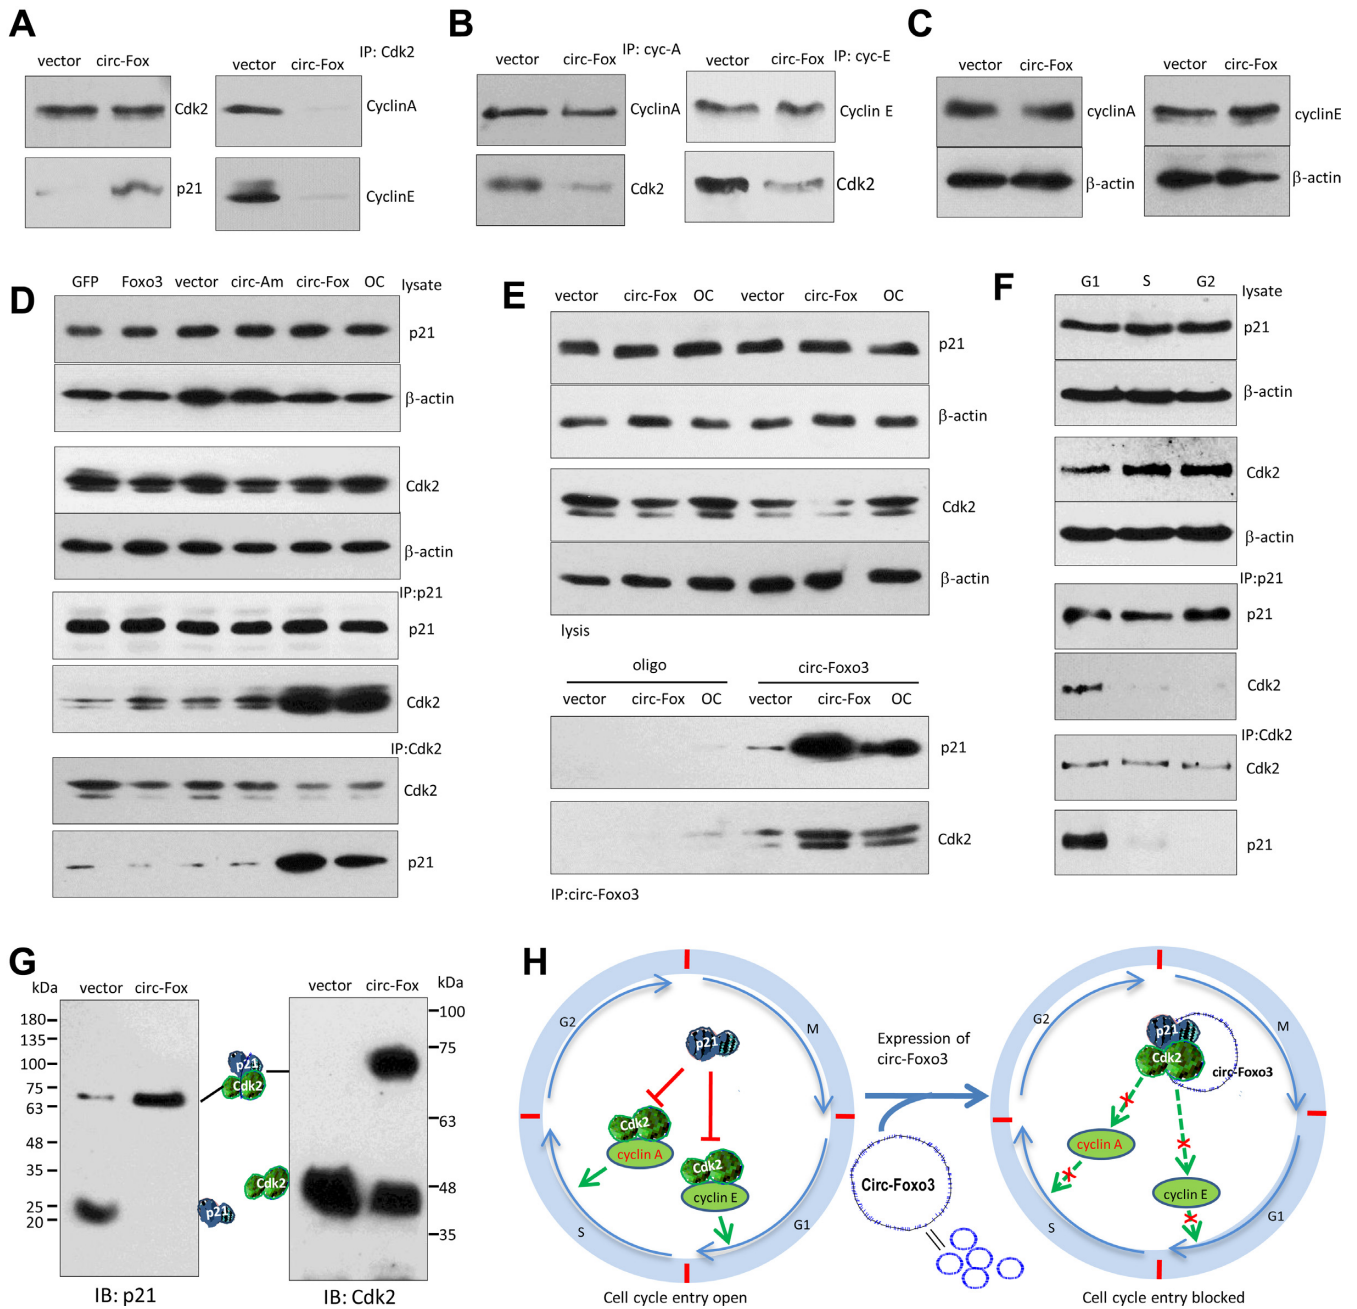 A
vector circ-Fox
IP: Cdk2
vector circ-Fox
Cdk2
CyclinA
p21
CyclinE
B
vector circ-Fox
IP: cyc-A
vector circ-Fox
IP: cyc-E
CyclinA
Cyclin E
Cdk2
Cdk2
C
vector circ-Fox
vector circ-Fox
cyclinA
cyclinE
β-actin
β-actin
D
GFP Foxo3 vector circ-Am circ-Fox OC lysate
p21
β-actin
Cdk2
β-actin
IP:p21
p21
Cdk2
IP:Cdk2
Cdk2
p21
E
vector circ-Fox OC vector circ-Fox OC
p21
β-actin
Cdk2
β-actin
lysis
oligo circ-Foxo3
vector circ-Fox OC vector circ-Fox OC
p21
Cdk2
IP:circ-Foxo3
F
G1 S G2
lysate
p21
β-actin
Cdk2
β-actin
IP:p21
p21
Cdk2
IP:Cdk2
Cdk2
p21
G
kDa
vector circ-Fox
180
135
100
75
63
48
35
25
20
IB: p21
p21
Cdk2
Cdk2
p21
vector circ-Fox
kDa
100
75
63
48
35
IB: Cdk2
H
G2
M
p21
Cdk2
cyclin A
Cdk2
cyclin E
S
G1
Cell cycle entry open
Expression of
circ-Foxo3
Circ-Foxo3
G2
M
p21
Cdk2
circ-Foxo3
cyclin A
cyclin E
S
G1
Cell cycle entry blocked